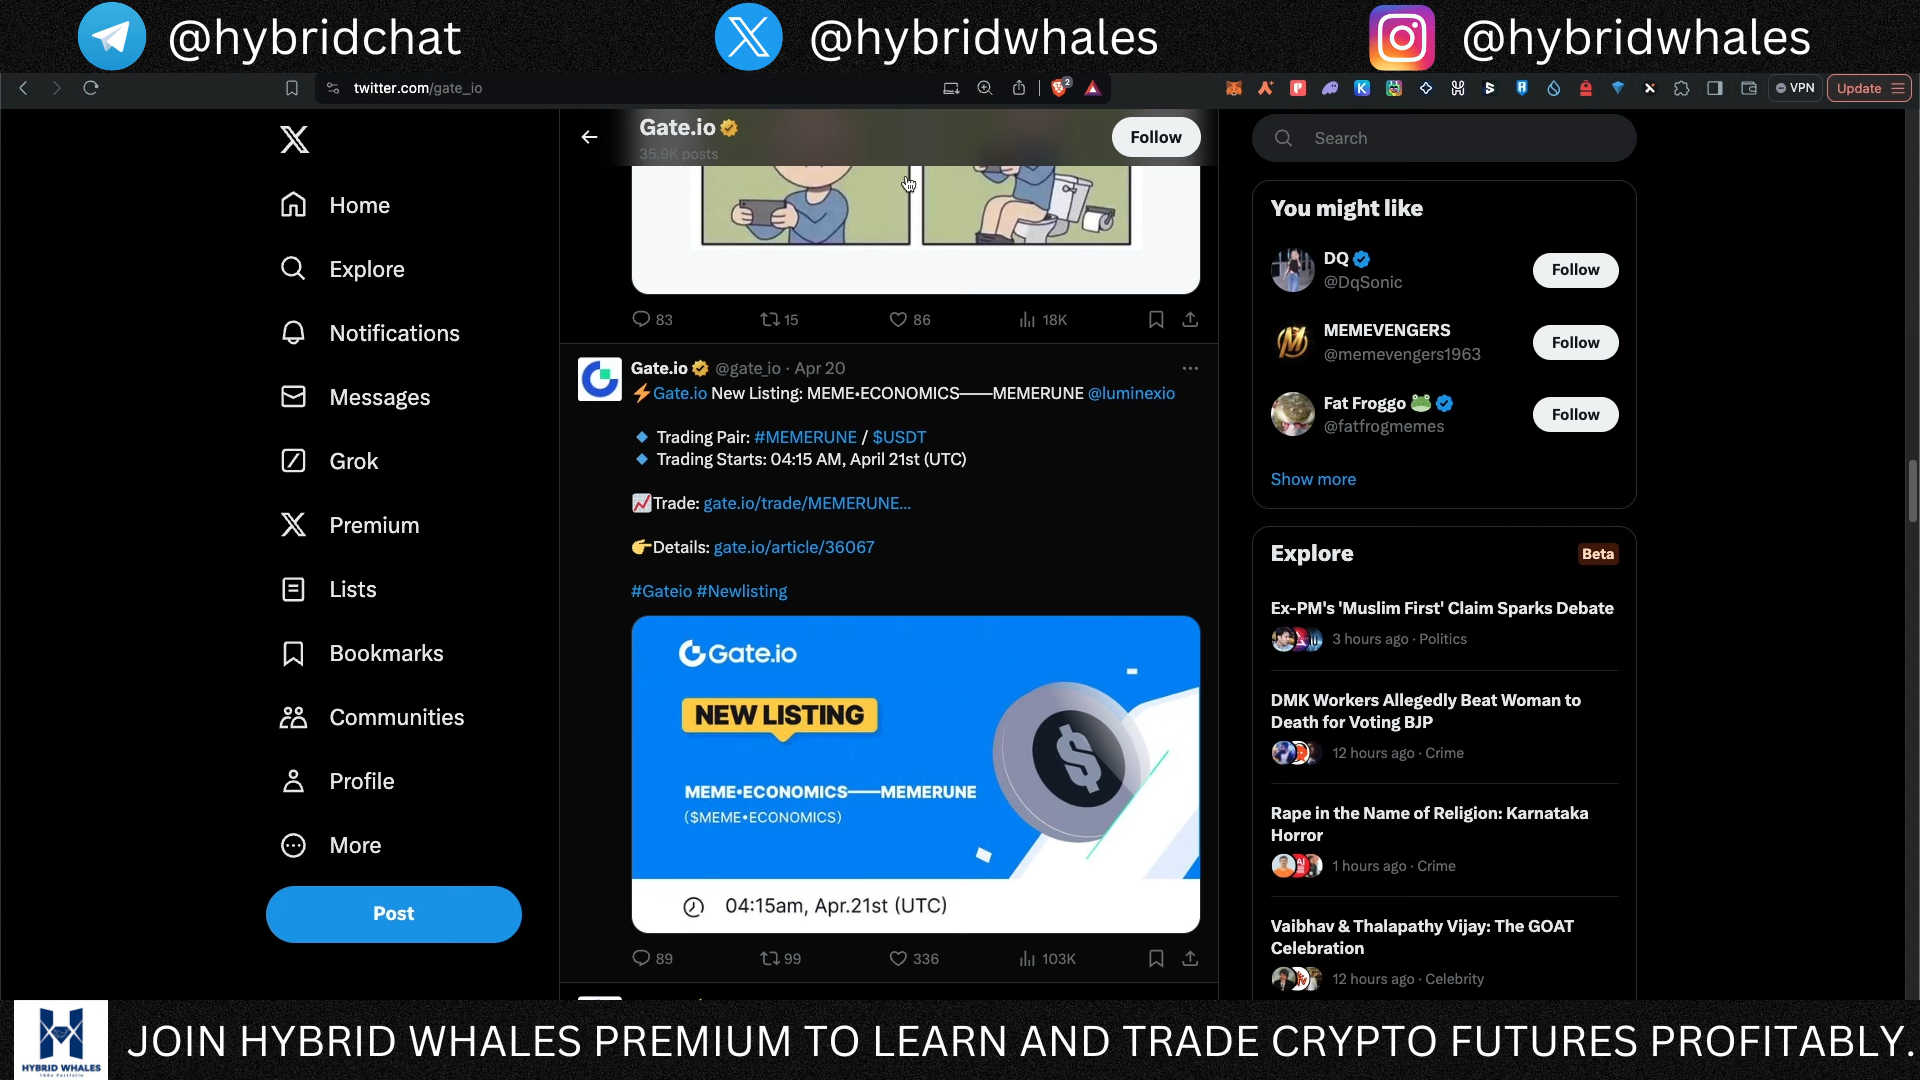 @hybridchat
@hybridwhales
@hybridwhales
twitter.com/gate_io
2
VPN
Update
Gate.io
35.9K posts
Follow
Home
Explore
Notifications
Messages
Grok
Premium
Lists
Bookmarks
Communities
Profile
More
Post
83
15
86
18K
Gate.io @gate_io · Apr 20
⚡Gate.io New Listing: MEME•ECONOMICS——MEMERUNE @luminexio
🔹 Trading Pair: #MEMERUNE / $USDT
🔹 Trading Starts: 04:15 AM, April 21st (UTC)
📈Trade: gate.io/trade/MEMERUNE...
👉Details: gate.io/article/36067
#Gateio #Newlisting
Gate.io
NEW LISTING
MEME•ECONOMICS——MEMERUNE
($MEME•ECONOMICS)
$
04:15am, Apr.21st (UTC)
89
99
336
103K
Search
You might like
DQ
@DqSonic
Follow
MEMEVENGERS
@memevengers1963
Follow
Fat Froggo 🐸
@fatfrogmemes
Follow
Show more
Explore
Beta
Ex-PM's 'Muslim First' Claim Sparks Debate
3 hours ago · Politics
DMK Workers Allegedly Beat Woman to
Death for Voting BJP
12 hours ago · Crime
Rape in the Name of Religion: Karnataka
Horror
1 hours ago · Crime
Vaibhav & Thalapathy Vijay: The GOAT
Celebration
12 hours ago · Celebrity
HYBRID WHALES
JOIN HYBRID WHALES PREMIUM TO LEARN AND TRADE CRYPTO FUTURES PROFITABLY.